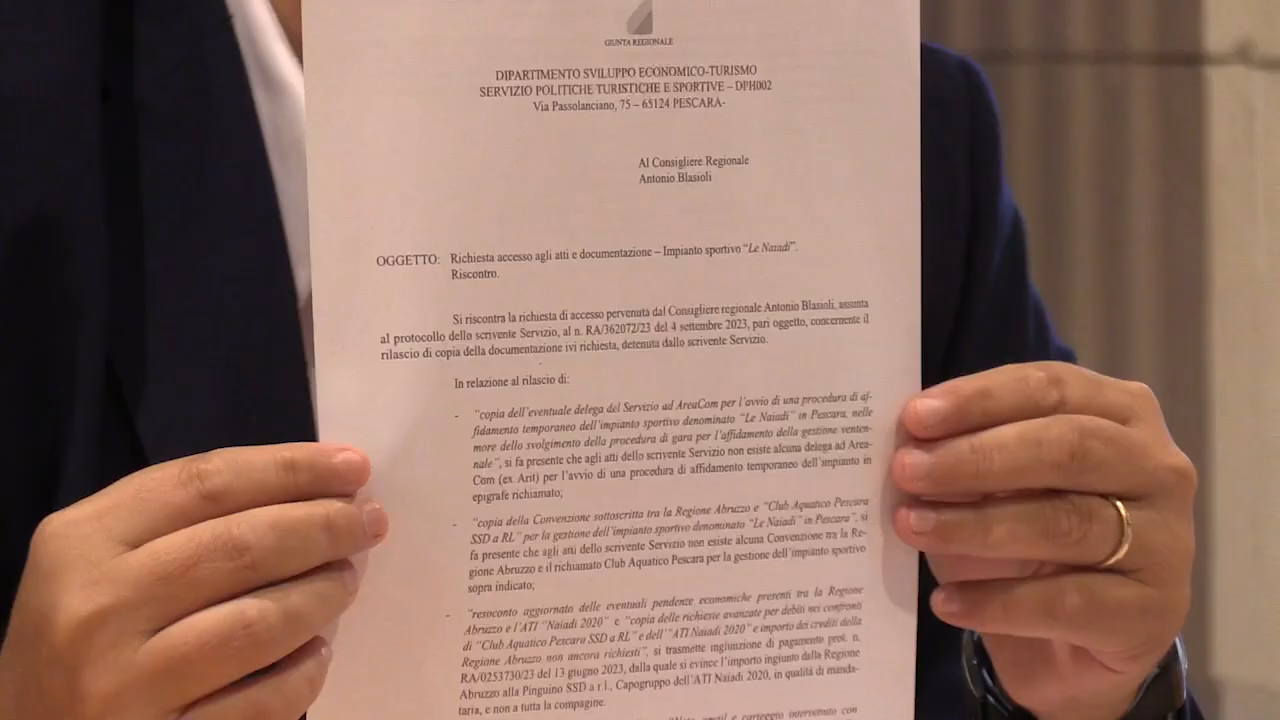 GIUNTA REGIONALE
DIPARTIMENTO SVILUPPO ECONOMICO-TURISMO
SERVIZIO POLITICHE TURISTICHE E SPORTIVE – DPH002
Via Passolanciano, 75 – 65124 PESCARA-
Al Consigliere Regionale
Antonio Blasioli
OGGETTO: Richiesta accesso agli atti e documentazione – Impianto sportivo “Le Naiadi”.
Riscontro.
Si riscontra la richiesta di accesso pervenuta dal Consigliere regionale Antonio Blasioli, assunta
al protocollo dello scrivente Servizio, al n. RA/362072/23 del 4 settembre 2023, pari oggetto, concernente il
rilascio di copia della documentazione ivi richiesta, detenuta dallo scrivente Servizio.
In relazione al rilascio di:
- “copia dell’eventuale delega del Servizio ad AreaCom per l’avvio di una procedura di af-
fidamento temporaneo dell’impianto sportivo denominato “Le Naiadi” in Pescara, nelle
more dello svolgimento della procedura di gara per l’affidamento della gestione venten-
nale”, si fa presente che agli atti dello scrivente Servizio non esiste alcuna delega ad Area-
Com (ex. Arit) per l’avvio di una procedura di affidamento temporaneo dell’impianto in
epigrafe richiamato;
- “copia della Convenzione sottoscritta tra la Regione Abruzzo e “Club Aquatico Pescara
SSD a RL” per la gestione dell’impianto sportivo denominato “Le Naiadi” in Pescara”, si
fa presente che agli atti dello scrivente Servizio non esiste alcuna Convenzione tra la Re-
gione Abruzzo e il richiamato Club Aquatico Pescara per la gestione dell’impianto sportivo
sopra indicato;
- “resoconto aggiornato delle eventuali pendenze economiche presenti tra la Regione
Abruzzo e l’ATI “Naiadi 2020” e “copia delle richieste avanzate per debiti nei confronti
di “Club Aquatico Pescara SSD a RL” e dell’“ATI Naiadi 2020” e importo dei crediti della
Regione Abruzzo non ancora richiesti”, si trasmette ingiunzione di pagamento prot. n.
RA/0253730/23 del 13 giugno 2023, dalla quale si evince l’importo ingiunto dalla Regione
Abruzzo alla Pinguino SSD a r.l., Capogruppo dell’ATI Naiadi 2020, in qualità di manda-
taria, e non a tutta la compagine.
email e carteggio intervenuto con